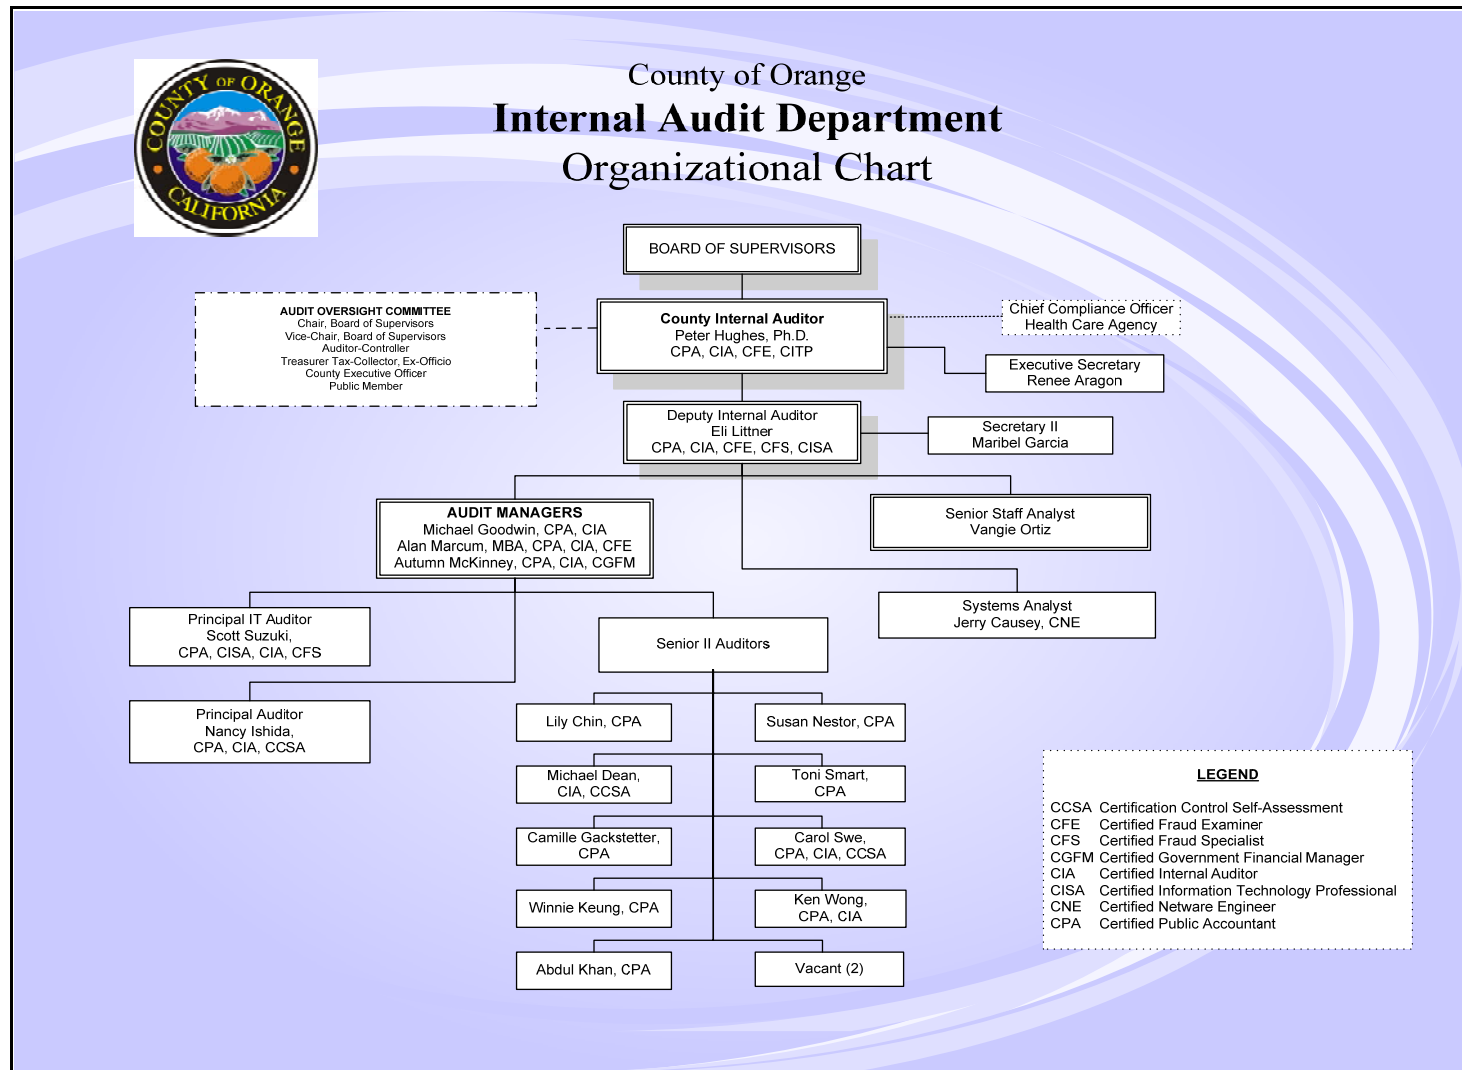 COUNTY OF ORANGE
CALIFORNIA
County of Orange
Internal Audit Department
Organizational Chart
BOARD OF SUPERVISORS
AUDIT OVERSIGHT COMMITTEE
Chair, Board of Supervisors
Vice-Chair, Board of Supervisors
Auditor-Controller
Treasurer Tax-Collector, Ex-Officio
County Executive Officer
Public Member
County Internal Auditor
Peter Hughes, Ph.D.
CPA, CIA, CFE, CITP
Chief Compliance Officer
Health Care Agency
Executive Secretary
Renee Aragon
Deputy Internal Auditor
Eli Littner
CPA, CIA, CFE, CFS, CISA
Secretary II
Maribel Garcia
AUDIT MANAGERS
Michael Goodwin, CPA, CIA
Alan Marcum, MBA, CPA, CIA, CFE
Autumn McKinney, CPA, CIA, CGFM
Senior Staff Analyst
Vangie Ortiz
Systems Analyst
Jerry Causey, CNE
Principal IT Auditor
Scott Suzuki,
CPA, CISA, CIA, CFS
Senior II Auditors
Principal Auditor
Nancy Ishida,
CPA, CIA, CCSA
Lily Chin, CPA
Susan Nestor, CPA
Michael Dean,
CIA, CCSA
Toni Smart,
CPA
Camille Gackstetter,
CPA
Carol Swe,
CPA, CIA, CCSA
Winnie Keung, CPA
Ken Wong,
CPA, CIA
Abdul Khan, CPA
Vacant (2)
LEGEND
CCSA Certification Control Self-Assessment
CFE Certified Fraud Examiner
CFS Certified Fraud Specialist
CGFM Certified Government Financial Manager
CIA Certified Internal Auditor
CISA Certified Information Technology Professional
CNE Certified Netware Engineer
CPA Certified Public Accountant